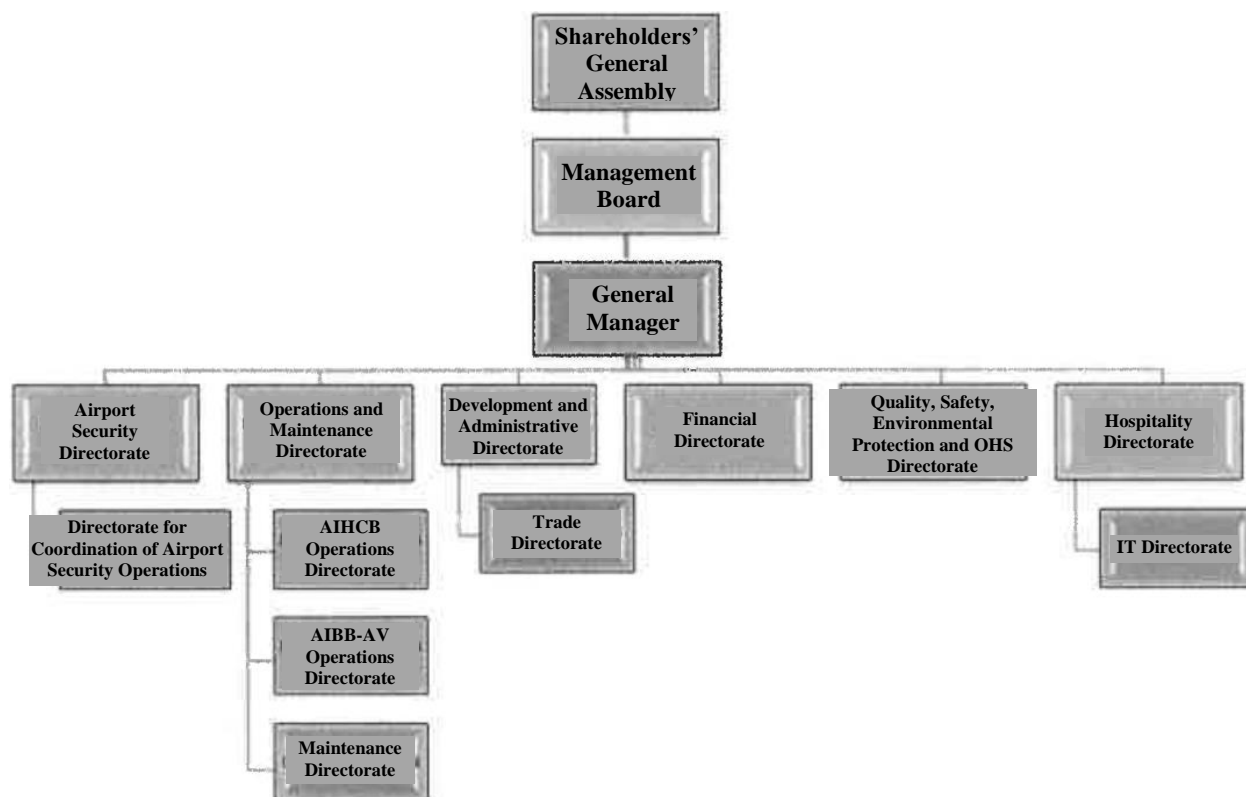 Shareholders’
General
Assembly
Management
Board
General
Manager
Airport
Security
Directorate
Operations and
Maintenance
Directorate
Development and
Administrative
Directorate
Financial
Directorate
Quality, Safety,
Environmental
Protection and OHS
Directorate
Hospitality
Directorate
Directorate for
Coordination of Airport
Security Operations
AIHCB
Operations
Directorate
Trade
Directorate
IT Directorate
AIBB-AV
Operations
Directorate
Maintenance
Directorate